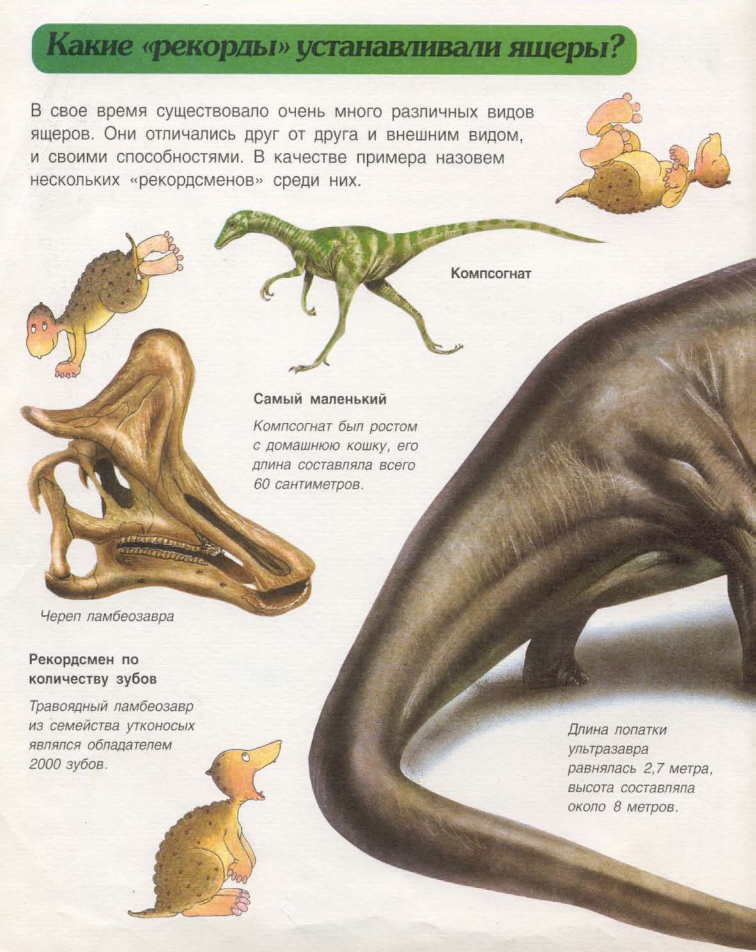 Какие «рекорды» устанавливали ящеры?
В свое время существовало очень много различных видов
ящеров. Они отличались друг от друга и внешним видом,
и своими способностями. В качестве примера назовем
нескольких «рекордсменов» среди них.
Компсогнат
Самый маленький
Компсогнат был ростом
с домашнюю кошку, его
длина составляла всего
60 сантиметров.
Череп ламбеозавра
Рекордсмен по
количеству зубов
Травоядный ламбеозавр
из семейства утконосых
являлся обладателем
2000 зубов.
Длина лопатки
ультразавра
равнялась 2,7 метра,
высота составляла
около 8 метров.